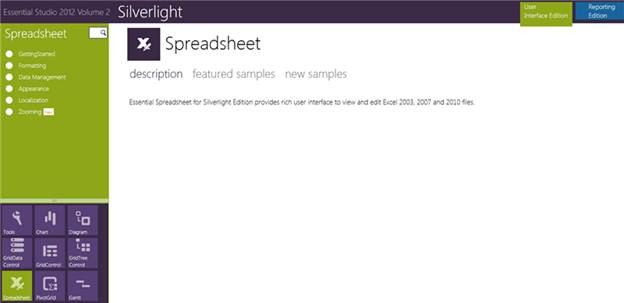 Essential Studio 2012 Volume 2 Silverlight
User
Interface Edition
Reporting
Edition
Spreadsheet
GettingStarted
Formatting
Data Management
Appearance
Localization
Zooming
Spreadsheet
description featured samples new samples
Essential Spreadsheet for Silverlight Edition provides rich user interface to view and edit Excel 2003, 2007 and 2010 files.
Tools Chart Diagram
GridData
Control
GridControl
GridTree
Control
Spreadsheet PivotGrid Gantt